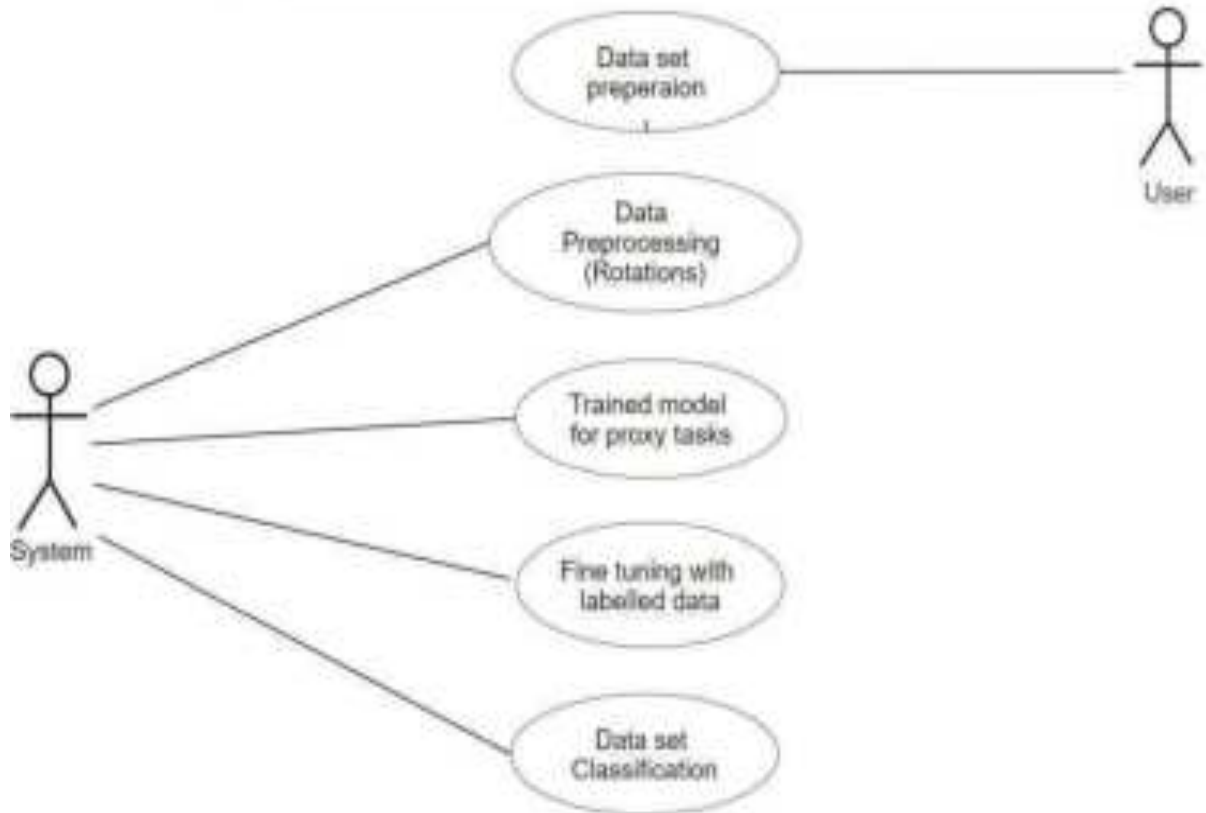 Data set
preperaion
User
Data
Preprocessing
(Rotations)
Trained model
for proxy tasks
System
Fine tuning with
labelled data
Data set
Classification